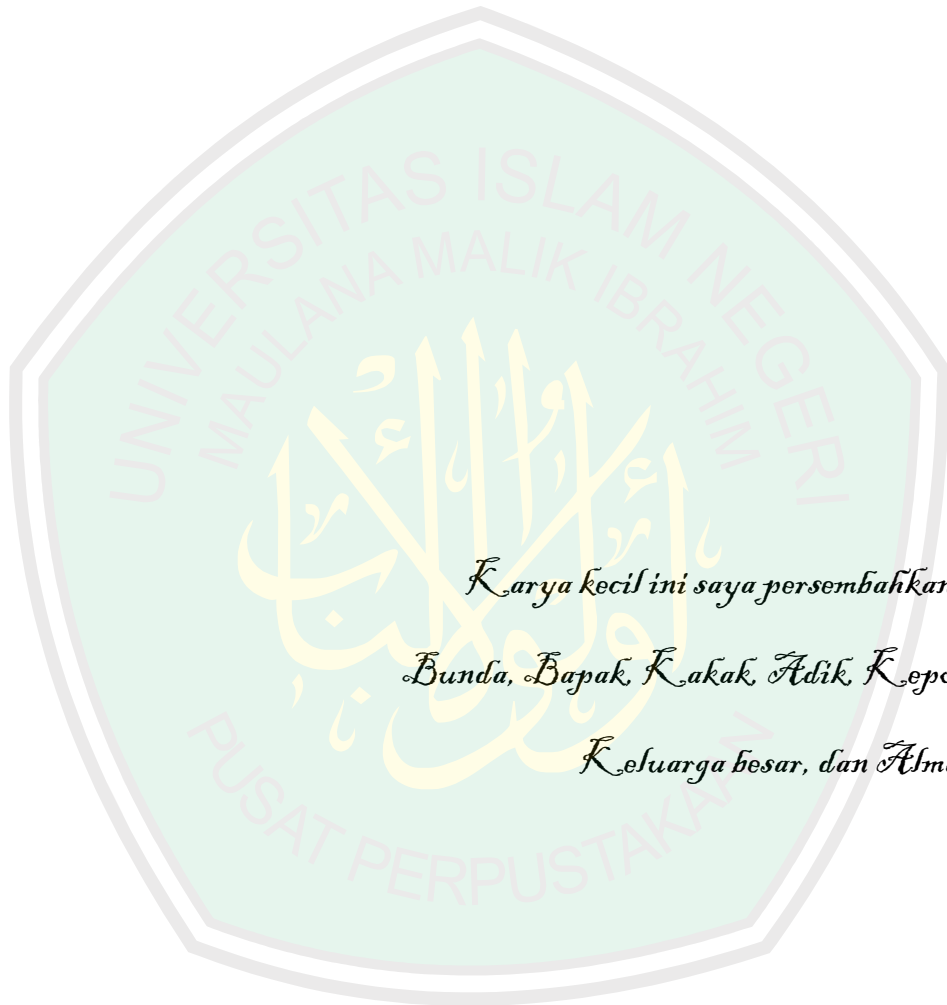 UNIVERSITAS ISLAM NEGERI
MAULANA MALIK IBRAHIM
Karya kecil ini saya persembahkan
Bunda, Bapak, Kakak, Adik,
Keluarga besar, dan
PUSAT PERPUSTAKAAN